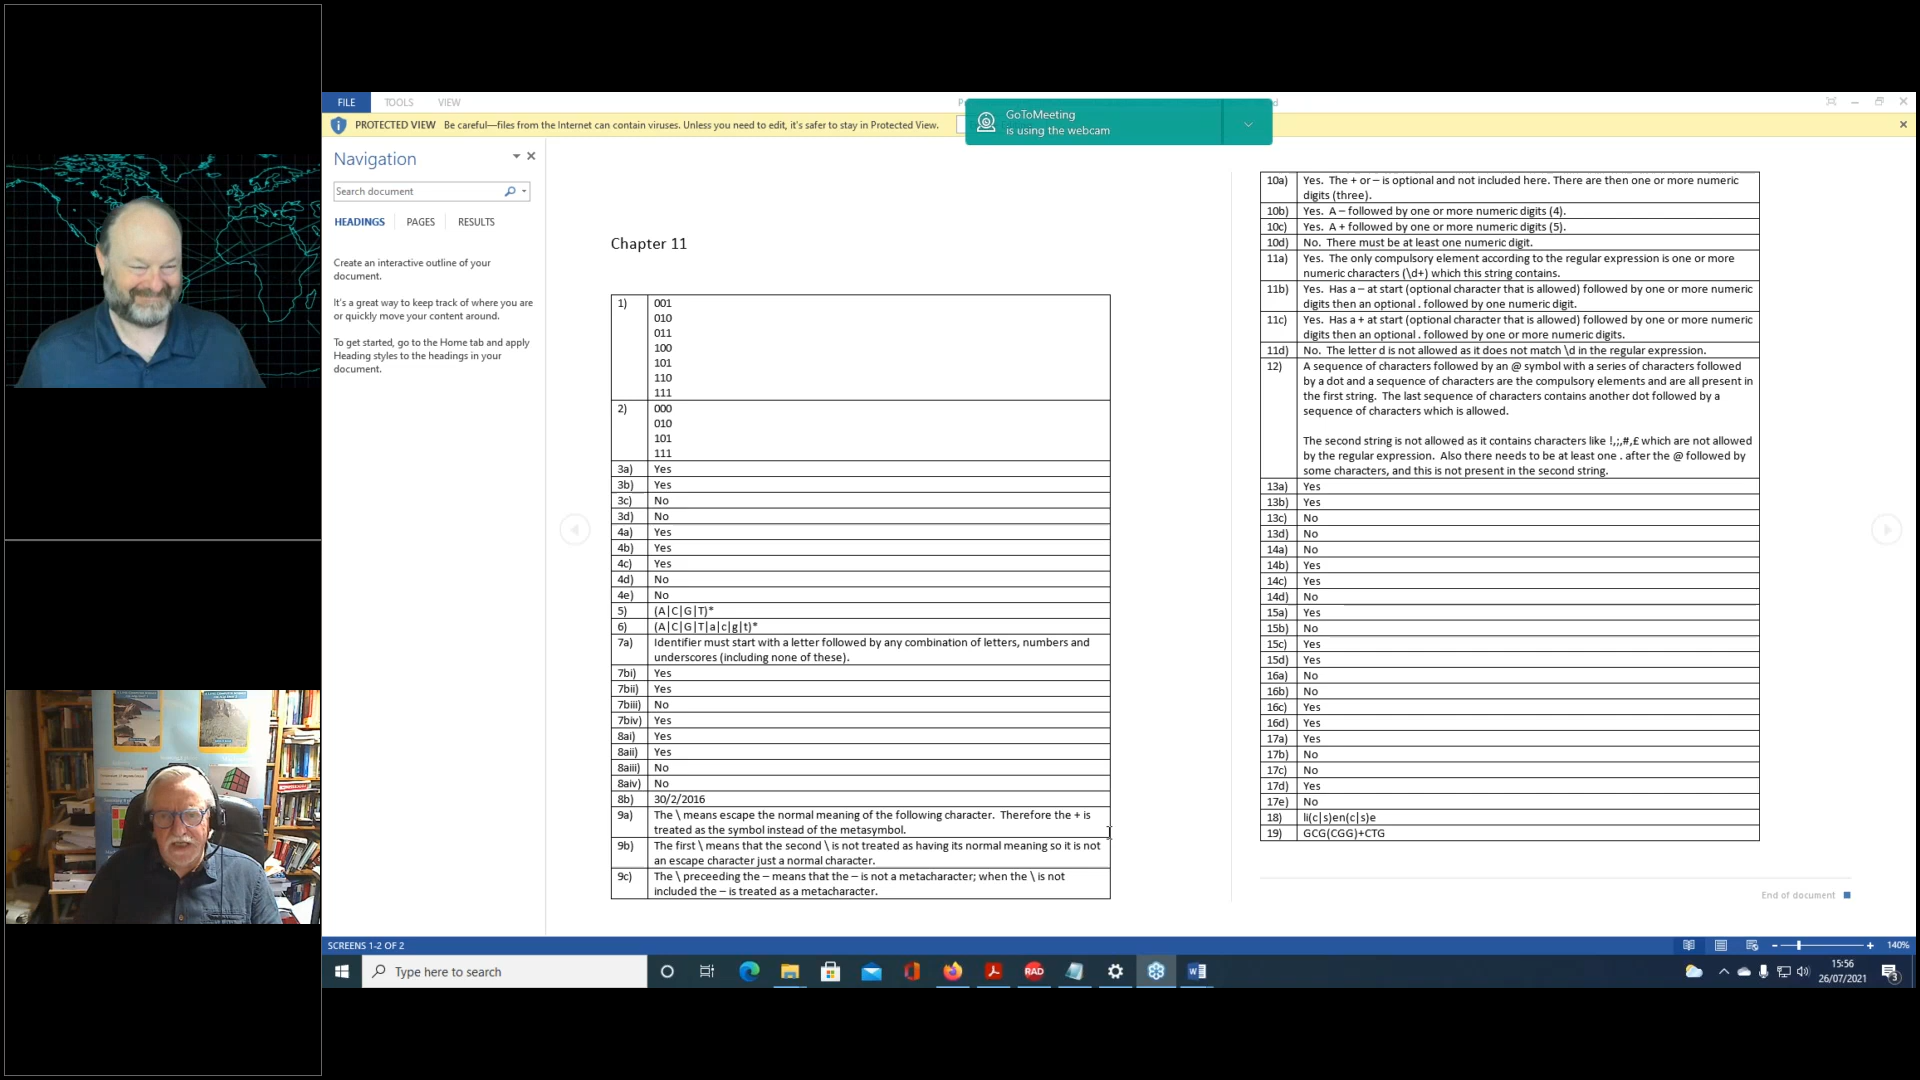 FILE TOOLS VIEW
GoToMeeting
is using the webcam
PROTECTED VIEW Be careful—files from the Internet can contain viruses. Unless you need to edit, it's safer to stay in Protected View.
Navigation
Search document
HEADINGS PAGES RESULTS
Create an interactive outline of your
document.
It's a great way to keep track of where you are
or quickly move your content around.
To get started, go to the Home tab and apply
Heading styles to the headings in your
document.
Chapter 11
1) 001
010
011
100
101
110
111
2) 000
010
101
111
3a) Yes
3b) Yes
3c) No
3d) No
4a) Yes
4b) Yes
4c) Yes
4d) No
4e) No
5) (A|C|G|T)*
6) (A|C|G|T|a|c|g|t)*
7a) Identifier must start with a letter followed by any combination of letters, numbers and
underscores (including none of these).
7bi) Yes
7bii) Yes
7biii) No
7biv) Yes
8ai) Yes
8aii) Yes
8aiii) No
8aiv) No
8b) 30/2/2016
9a) The \ means escape the normal meaning of the following character. Therefore the + is
treated as the symbol instead of the metasymbol.
9b) The first \ means that the second \ is not treated as having its normal meaning so it is not
an escape character just a normal character.
9c) The \ preceeding the – means that the – is not a metacharacter; when the \ is not
included the – is treated as a metacharacter.
10a) Yes. The + or – is optional and not included here. There are then one or more numeric
digits (three).
10b) Yes. A – followed by one or more numeric digits (4).
10c) Yes. A + followed by one or more numeric digits (5).
10d) No. There must be at least one numeric digit.
11a) Yes. The only compulsory element according to the regular expression is one or more
numeric characters (\d+) which this string contains.
11b) Yes. Has a – at start (optional character that is allowed) followed by one or more numeric
digits then an optional . followed by one numeric digit.
11c) Yes. Has a + at start (optional character that is allowed) followed by one or more numeric
digits then an optional . followed by one or more numeric digits.
11d) No. The letter d is not allowed as it does not match \d in the regular expression.
12) A sequence of characters followed by an @ symbol with a series of characters followed
by a dot and a sequence of characters are the compulsory elements and are all present in
the first string. The last sequence of characters contains another dot followed by a
sequence of characters which is allowed.
The second string is not allowed as it contains characters like !,;,#,£ which are not allowed
by the regular expression. Also there needs to be at least one . after the @ followed by
some characters, and this is not present in the second string.
13a) Yes
13b) Yes
13c) No
13d) No
14a) No
14b) Yes
14c) Yes
14d) No
15a) Yes
15b) No
15c) Yes
15d) Yes
16a) No
16b) No
16c) Yes
16d) Yes
17a) Yes
17b) No
17c) No
17d) Yes
17e) No
18) li(c|s)en(c|s)e
19) GCG(CGG)+CTG
End of document
SCREENS 1-2 OF 2
140%
Type here to search
RAD
15:56
26/07/2021
3